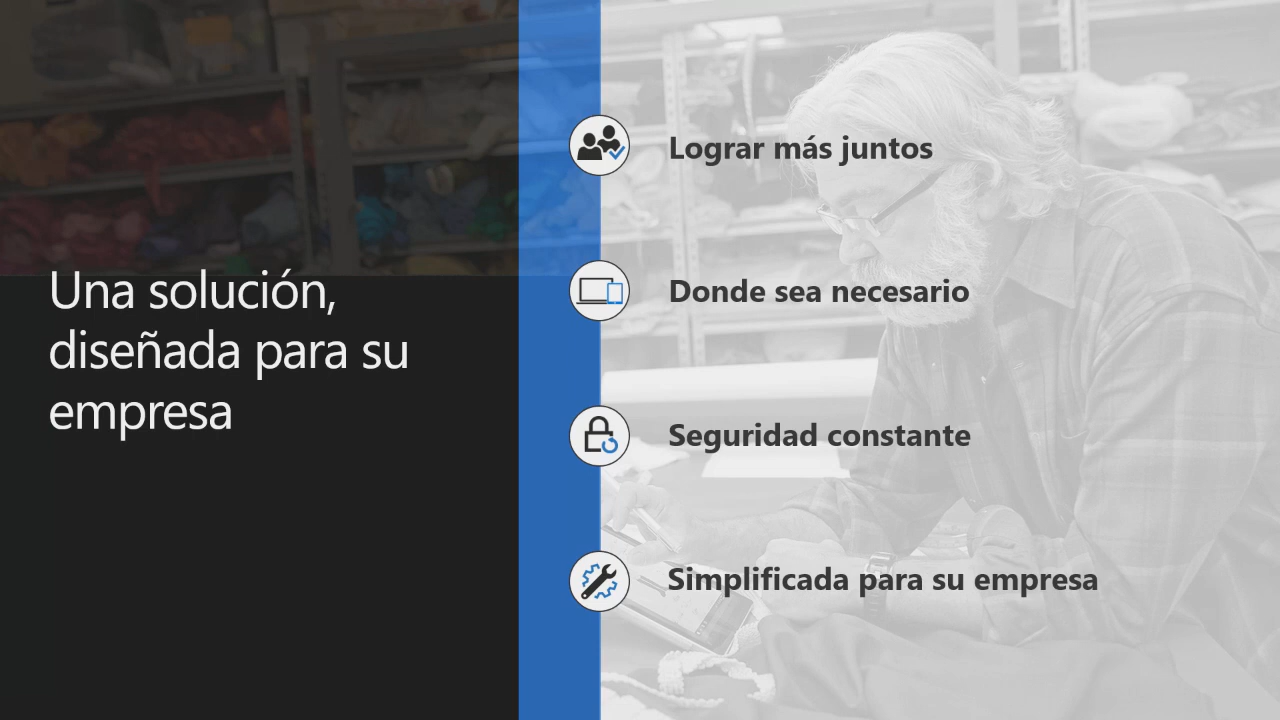 Una solución,
diseñada para su
empresa
Lograr más juntos
Donde sea necesario
Seguridad constante
Simplificada para su empresa